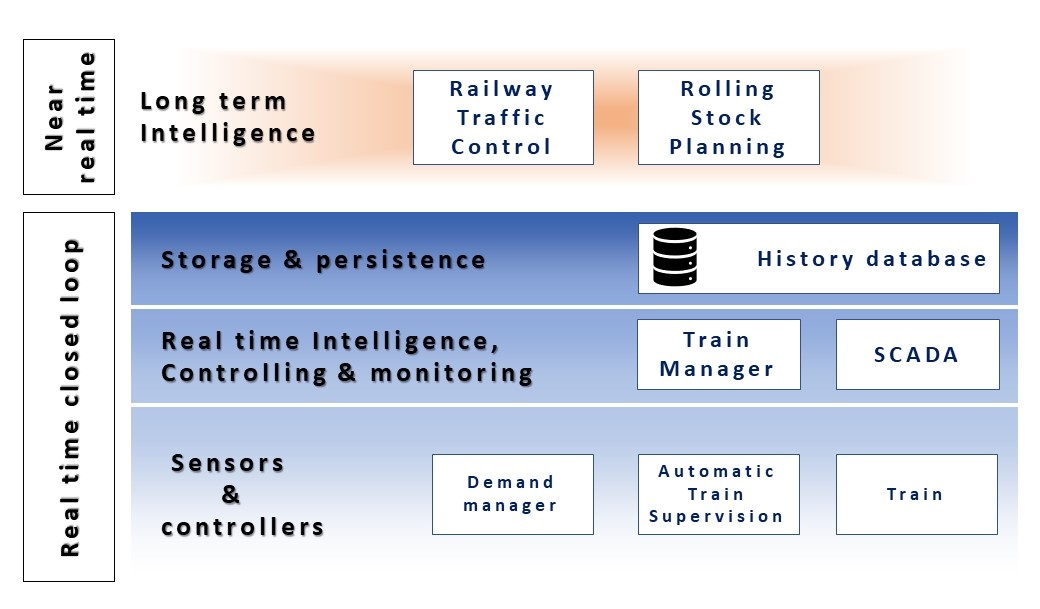 Near
real time
Long term
Intelligence
Railway
Traffic
Control
Rolling
Stock
Planning
Real time closed loop
Storage & persistence
History database
Real time Intelligence,
Controlling & monitoring
Train
Manager
SCADA
Sensors
&
controllers
Demand
manager
Automatic
Train
Supervision
Train